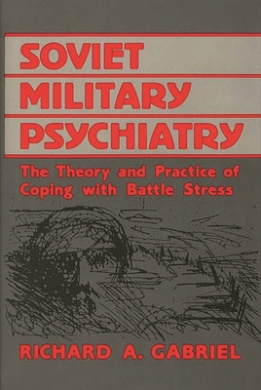 SOVIET
MILITARY
PSYCHIATRY
The Theory and Practice of
Coping with Battle Stress
RICHARD A. GABRIEL